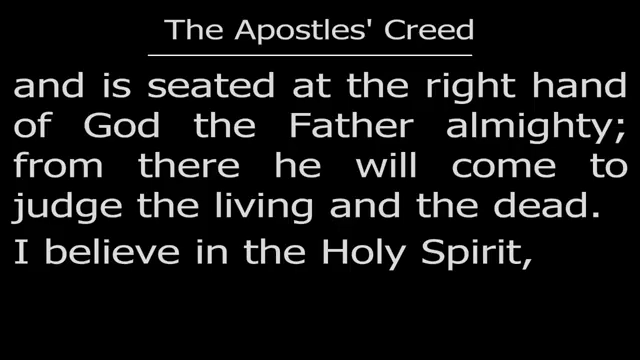 The Apostles' Creed
and is seated at the right hand
of God the Father almighty;
from there he will come to
judge the living and the dead.
I believe in the Holy Spirit,